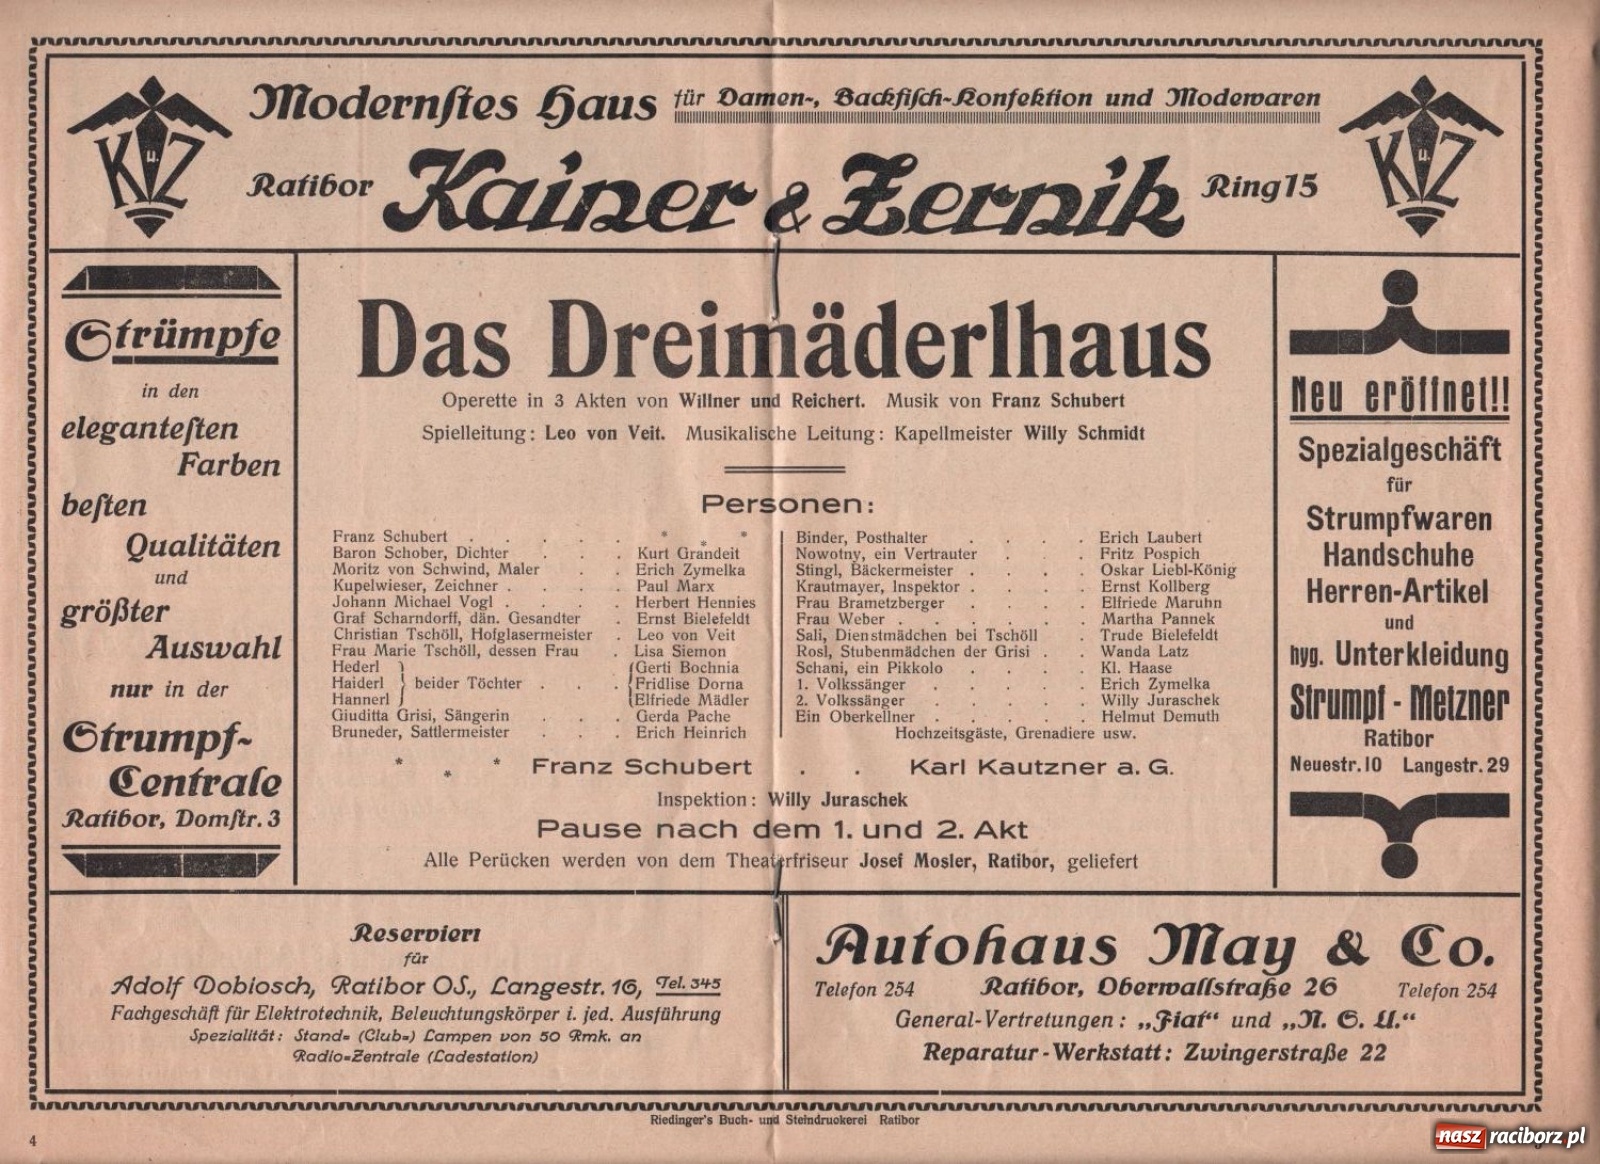 K u. Z
Modernstes Haus für Damen-, Backfisch-Konfektion und Modewaren
Ratibor Kainer & Zernik Ring 15
K u. Z
Strümpfe
in den
elegantesten
Farben
besten
Qualitäten
und
größter
Auswahl
nur in der
Strumpf-
Centrale
Ratibor, Domstr. 3
Das Dreimäderlhaus
Operette in 3 Akten von Willner und Reichert. Musik von Franz Schubert
Spielleitung: Leo von Veit. Musikalische Leitung: Kapellmeister Willy Schmidt
Personen:
Franz Schubert . . . . . * * *
Baron Schober, Dichter . . . Kurt Grandeit
Moritz von Schwind, Maler . . . Erich Zymelka
Kupelwieser, Zeichner . . . . Paul Marx
Johann Michael Vogl . . . . Herbert Hennies
Graf Scharndorff, dän. Gesandter . . Ernst Bielefeldt
Christian Tschöll, Hofglasermeister . Leo von Veit
Frau Marie Tschöll, dessen Frau . . Lisa Siemon
Hederl } { Gerti Bochnia
Haiderl } beider Töchter . . . { Fridlise Dorna
Hannerl } { Elfriede Mädler
Giuditta Grisi, Sängerin . . . Gerda Pache
Bruneder, Sattlermeister . . . Erich Heinrich
Binder, Posthalter . . . . Erich Laubert
Nowotny, ein Vertrauter . . . Fritz Pospich
Stingl, Bäckermeister . . . . Oskar Liebl-König
Krautmayer, Inspektor . . . . Ernst Kollberg
Frau Brametzberger . . . . Elfriede Maruhn
Frau Weber . . . . . Martha Pannek
Sali, Dienstmädchen bei Tschöll . . Trude Bielefeldt
Rosl, Stubenmädchen der Grisi . . Wanda Latz
Schani, ein Pikkolo . . . . Kl. Haase
1. Volkssänger . . . . . Erich Zymelka
2. Volkssänger . . . . . Willy Juraschek
Ein Oberkellner . . . . . Helmut Demuth
Hochzeitsgäste, Grenadiere usw.
* * * Franz Schubert . . Karl Kautzner a. G.
Inspektion: Willy Juraschek
Pause nach dem 1. und 2. Akt
Alle Perücken werden von dem Theaterfriseur Josef Mosler, Ratibor, geliefert
Neu eröffnet!!
Spezialgeschäft
für
Strumpfwaren
Handschuhe
Herren-Artikel
und
hyg. Unterkleidung
Strumpf - Metzner
Ratibor
Neuestr. 10 Langestr. 29
Reserviert
für
Adolf Dobiosch, Ratibor OS., Langestr. 16, Tel. 345
Fachgeschäft für Elektrotechnik, Beleuchtungskörper i. jed. Ausführung
Spezialität: Stand= (Club=) Lampen von 50 Rmk. an
Radio=Zentrale (Ladestation)
Autohaus May & Co.
Telefon 254 Ratibor, Oberwallstraße 26 Telefon 254
General-Vertretungen: „Fiat“ und „N. S. U.“
Reparatur-Werkstatt: Zwingerstraße 22
Riedinger's Buch- und Steindruckerei Ratibor
4
nasz raciborz.pl